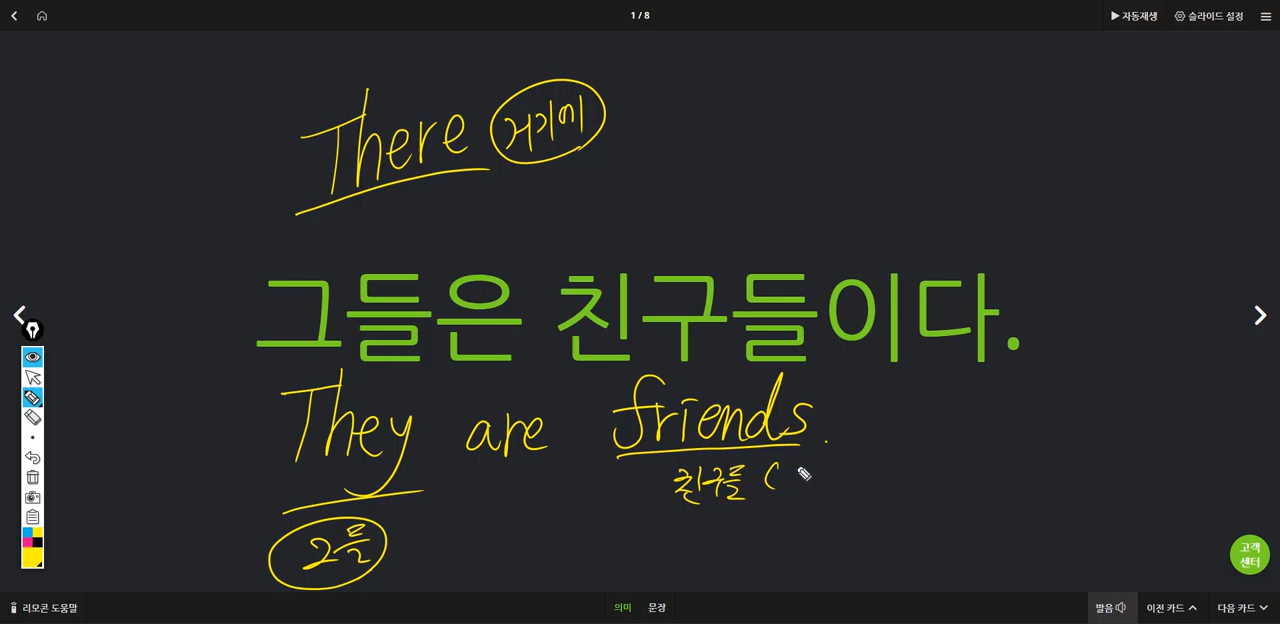 1 / 8
자동재생
슬라이드 설정
There 거기에
그들은 친구들이다.
They are friends.
친구들 (
그들
고객
센터
리모콘 도움말
의미
문장
발음
이전 카드
다음 카드